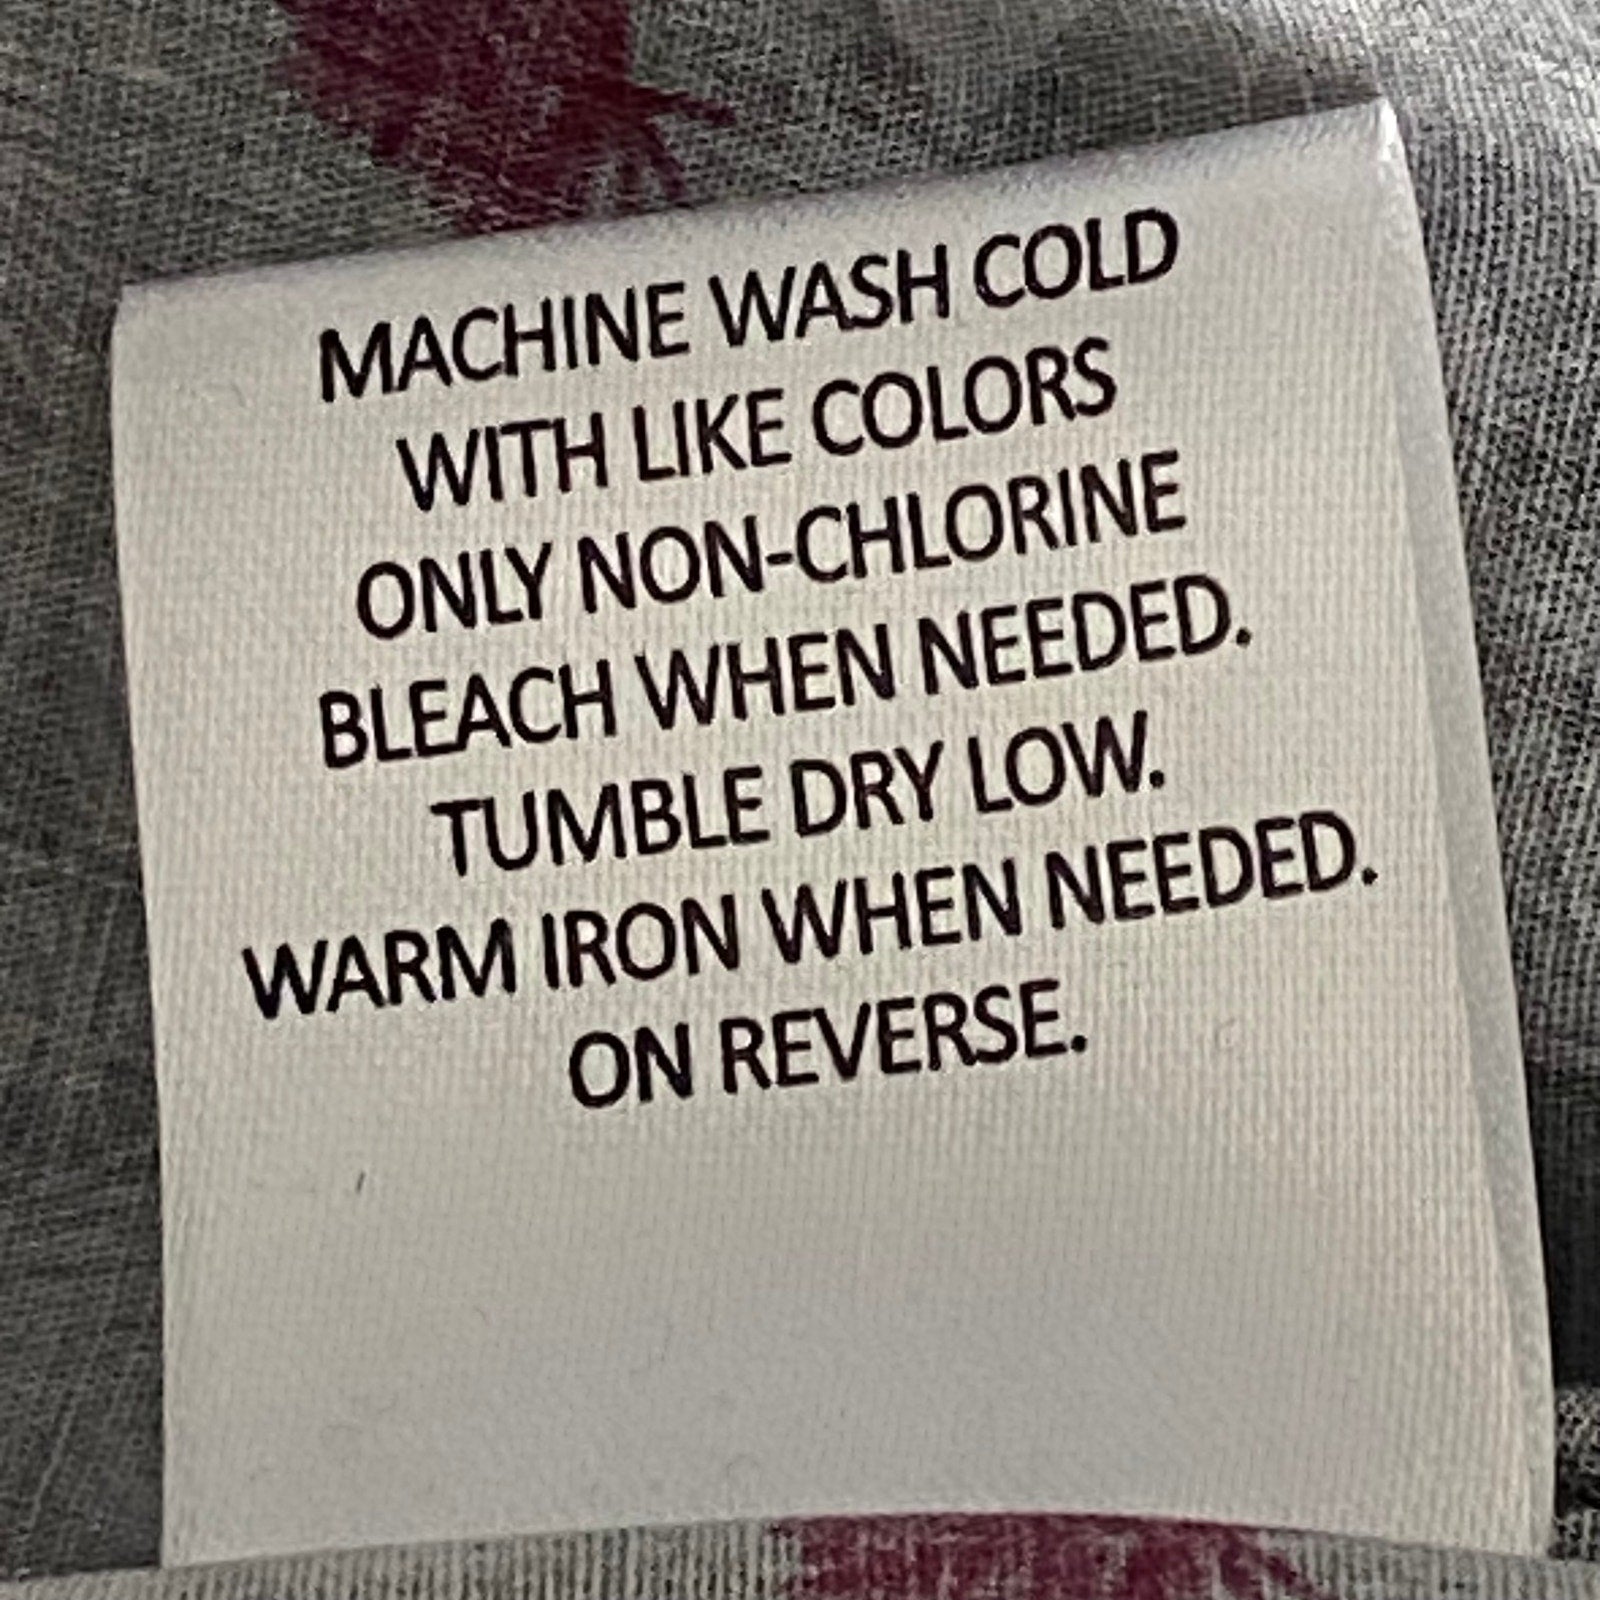 MACHINE WASH COLD
WITH LIKE COLORS
ONLY NON-CHLORINE
BLEACH WHEN NEEDED.
TUMBLE DRY LOW.
WARM IRON WHEN NEEDED.
ON REVERSE.